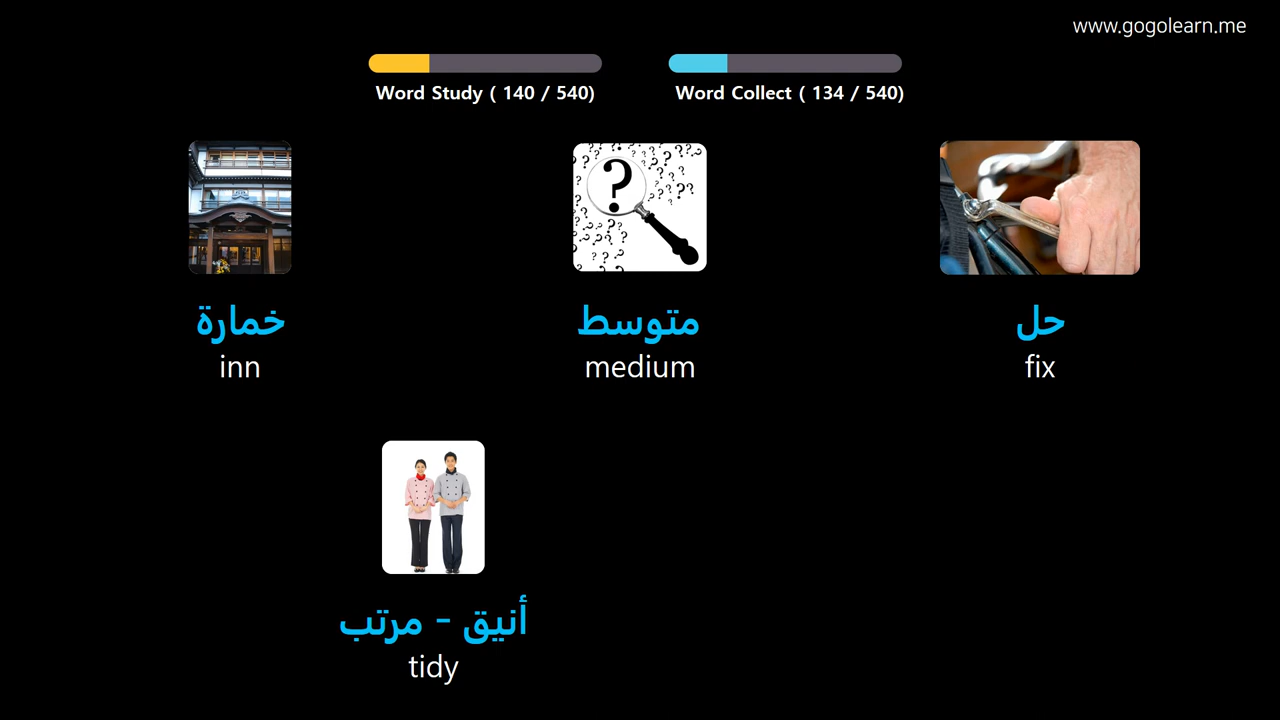 www.gogolearn.me
Word Study ( 140 / 540)
Word Collect ( 134 / 540)
خمارة
inn
متوسط
medium
حل
fix
أنيق - مرتب
tidy